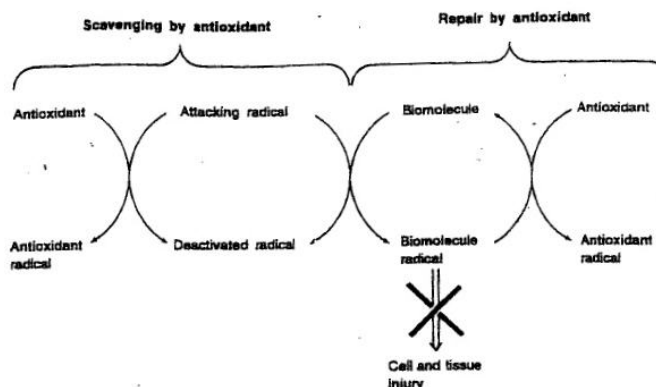 Scavenging by antioxidant
Repair by antioxidant
Antioxidant
Attacking radical
Biomolecule
Antioxidant
Antioxidant
radical
Deactivated radical
Biomolecule
radical
Antioxidant
radical
Cell and tissue
injury